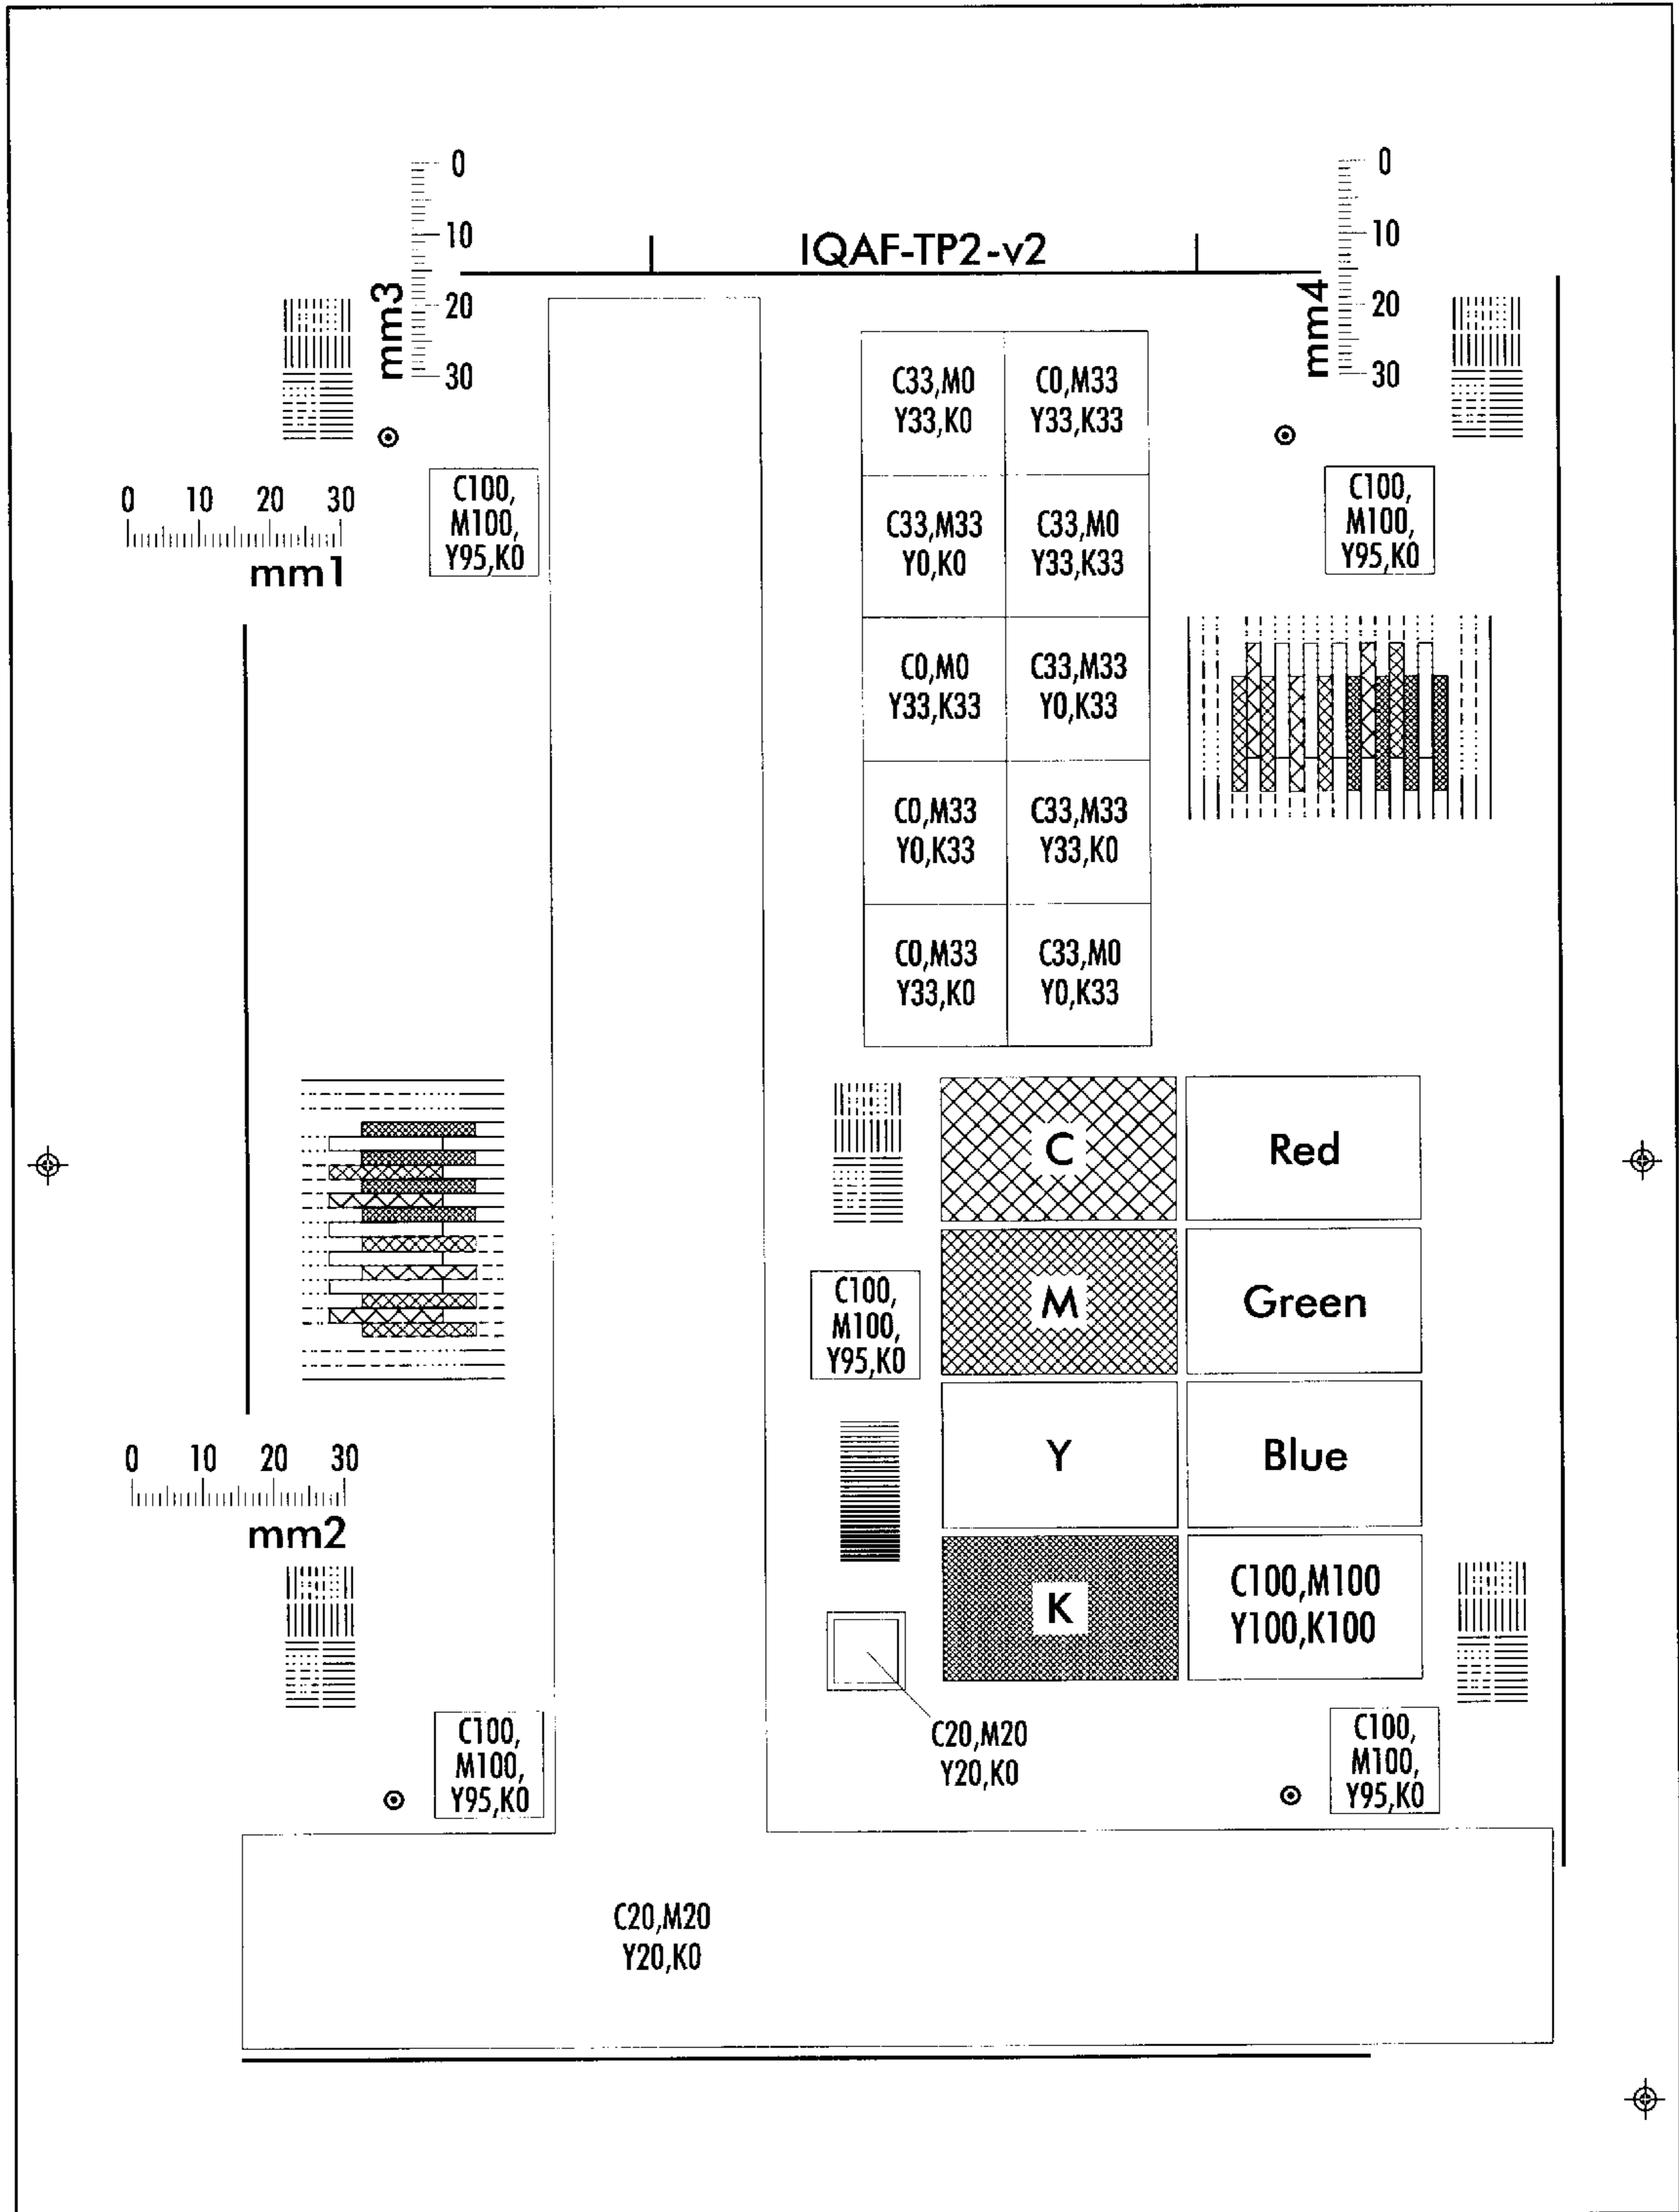 0
10
20
30
mm3
IQAF-TP2-v2
0
10
20
30
mm4
C33,M0
Y33,K0
C0,M33
Y33,K33
C33,M33
Y0,K0
C33,M0
Y33,K33
C0,M0
Y33,K33
C33,M33
Y0,K33
C0,M33
Y0,K33
C33,M33
Y33,K0
C0,M33
Y33,K0
C33,M0
Y0,K33
0 10 20 30
mm1
C100,
M100,
Y95,K0
C100,
M100,
Y95,K0
C
Red
M
Green
Y
Blue
K
C100,M100
Y100,K100
C100,
M100,
Y95,K0
0 10 20 30
mm2
C20,M20
Y20,K0
C100,
M100,
Y95,K0
C100,
M100,
Y95,K0
C20,M20
Y20,K0